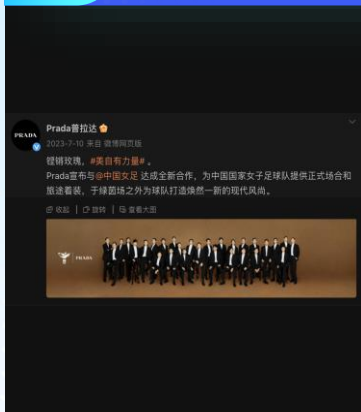 PRADA
Prada普拉达
2023-7-10 来自 微博网页版
铿锵玫瑰，#美自有力量# 。
Prada宣布与@中国女足 达成全新合作，为中国国家女子足球队提供正式场合和
旅途着装，于绿茵场之外为球队打造焕然一新的现代风尚。
收起 | 旋转 | 查看大图
PRADA